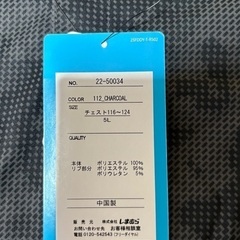 NO. 22-50034
COLOR 112_CHARCOAL
SIZE
チェスト116〜124
5L
QUALITY
本体 ポリエステル 100%
リブ部分 ポリエステル 95%
ポリウレタン 5%
中国製
販売元 株式会社しまむら
お問い合わせ先 お客様相談室
電話 0120-542543（フリーダイヤル）